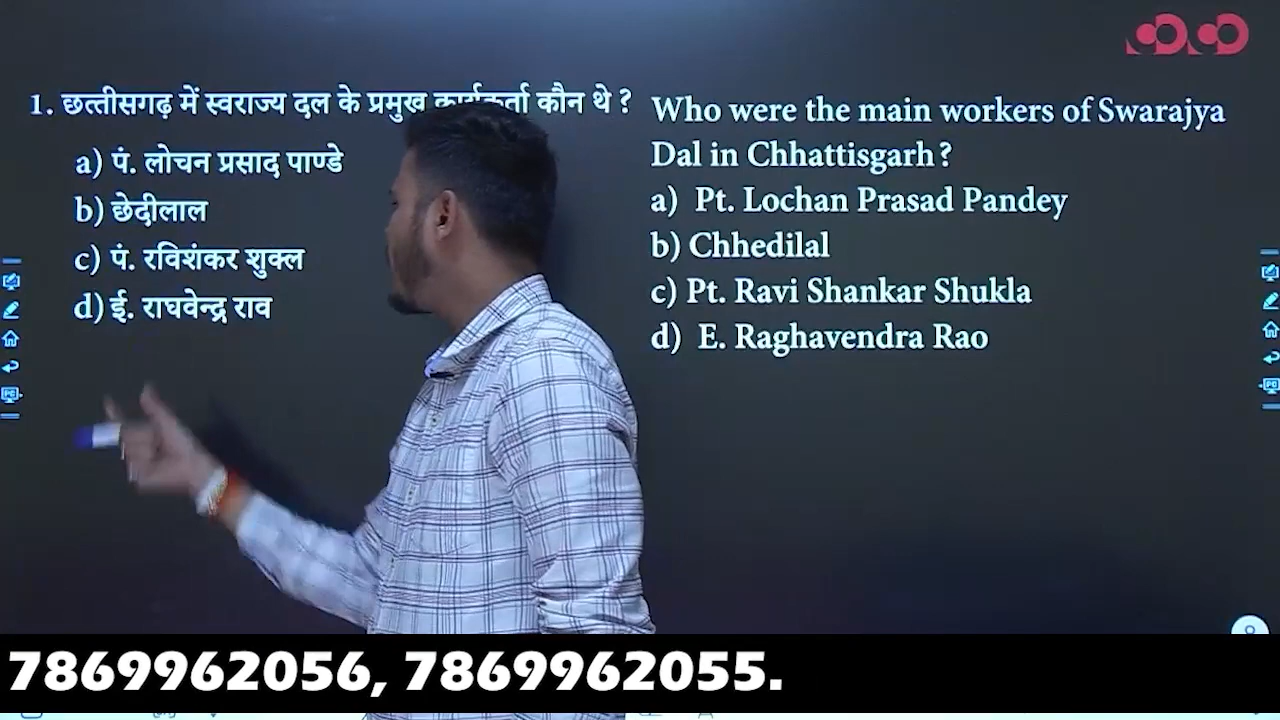 1. छत्तीसगढ़ में स्वराज्य दल के प्रमुख कार्यकर्ता कौन थे ?
a) पं. लोचन प्रसाद पाण्डे
b) छेदीलाल
c) पं. रविशंकर शुक्ल
d) ई. राघवेन्द्र राव
Who were the main workers of Swarajya
Dal in Chhattisgarh?
a) Pt. Lochan Prasad Pandey
b) Chhedilal
c) Pt. Ravi Shankar Shukla
d) E. Raghavendra Rao
7869962056, 7869962055.